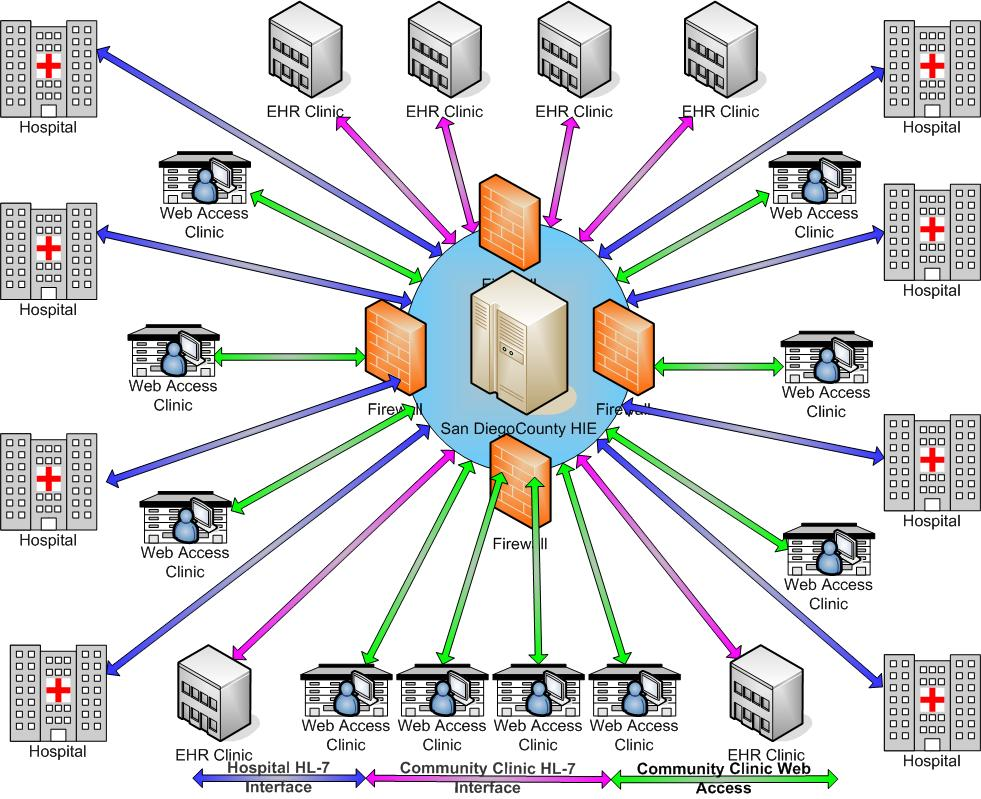 EHR Clinic
EHR Clinic
EHR Clinic
EHR Clinic
Hospital
Hospital
Web Access
Clinic
Web Access
Clinic
Firewall
Hospital
Hospital
Web Access
Clinic
Web Access
Clinic
Firewall
Firewall
San DiegoCounty HIE
Hospital
Hospital
Web Access
Clinic
Firewall
Web Access
Clinic
Hospital
EHR Clinic
Web Access
Clinic
Web Access
Clinic
Web Access
Clinic
Web Access
Clinic
EHR Clinic
Hospital
Hospital HL-7
Interface
Community Clinic HL-7
Interface
Community Clinic Web
Access